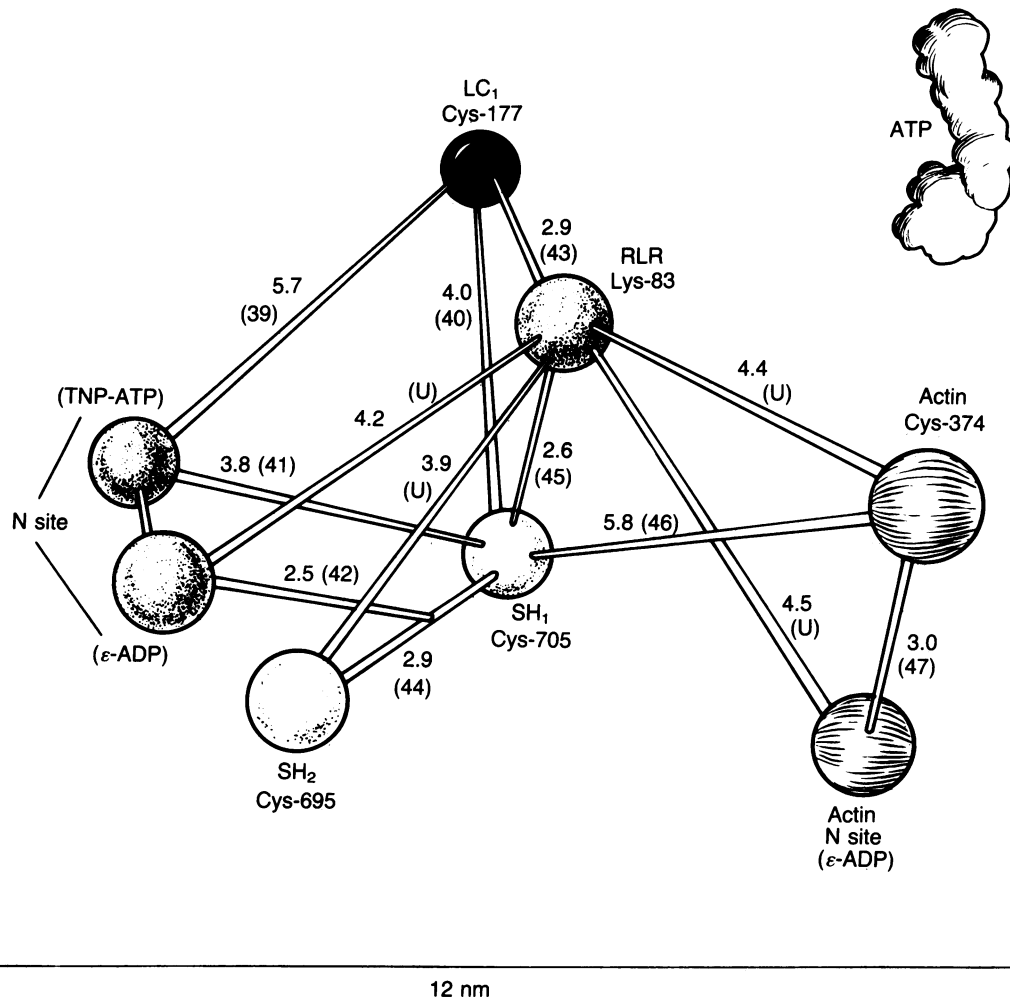 LC₁
Cys-177
ATP
2.9
(43)
RLR
Lys-83
5.7
(39)
4.0
(40)
4.4
(U)
Actin
Cys-374
(TNP-ATP)
(U)
4.2
3.8 (41)
3.9
(U)
2.6
(45)
N site
5.8 (46)
2.5 (42)
SH₁
Cys-705
4.5
(U)
3.0
(47)
(ε-ADP)
2.9
(44)
SH₂
Cys-695
Actin
N site
(ε-ADP)
12 nm